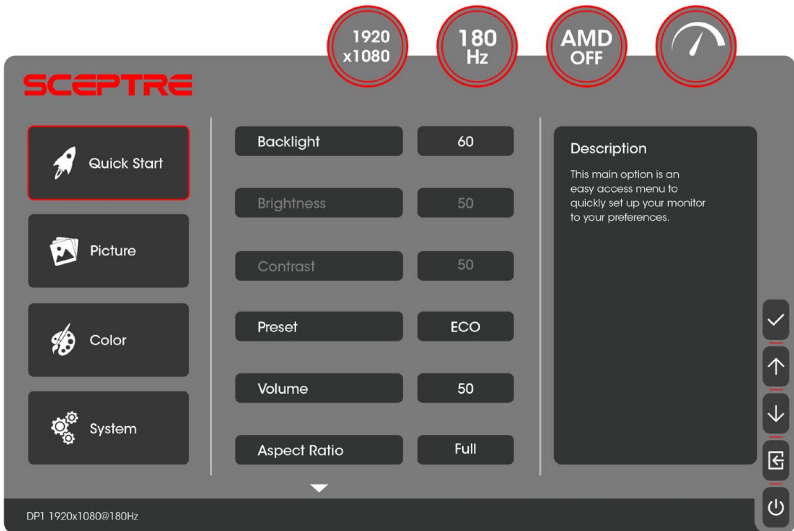 1920
x1080
180
Hz
AMD
OFF
SCEPTRE
Quick Start
Picture
Color
System
Backlight 60
Brightness 50
Contrast 50
Preset ECO
Volume 50
Aspect Ratio Full
Description
This main option is an
easy access menu to
quickly set up your monitor
to your preferences.
DP1 1920x1080@180Hz